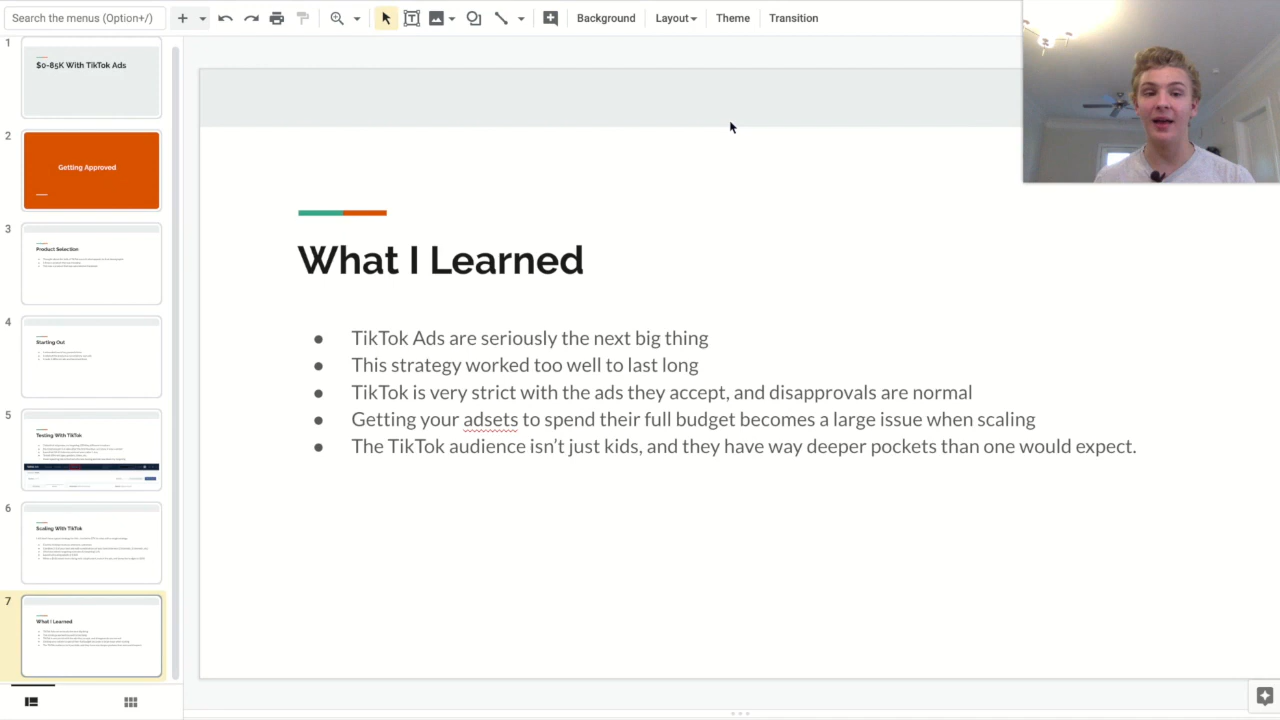 Search the menus (Option+/)
Background
Layout
Theme
Transition
1
$0-85K With TikTok Ads
2
Getting Approved
3
Product Selection
4
Starting Out
5
Testing With TikTok
6
Scaling With TikTok
7
What I Learned
What I Learned
● TikTok Ads are seriously the next big thing
● This strategy worked too well to last long
● TikTok is very strict with the ads they accept, and disapprovals are normal
● Getting your adsets to spend their full budget becomes a large issue when scaling
● The TikTok audience isn’t just kids, and they have way deeper pockets than one would expect.